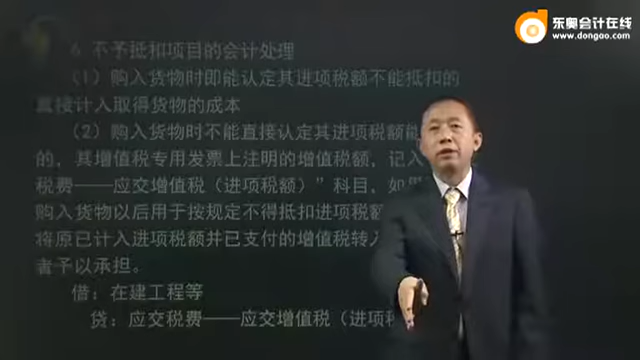 东奥会计在线
www.dongao.com
6.不予抵扣项目的会计处理
（1）购入货物时即能认定其进项税额不能抵扣的
直接计入取得货物的成本
（2）购入货物时不能直接认定其进项税额能
的，其增值税专用发票上注明的增值税额，记入
税费——应交增值税（进项税额）”科目，如果
购入货物以后用于按规定不得抵扣进项税额
将原已计入进项税额并已支付的增值税转入
者予以承担。
借：在建工程等
贷：应交税费——应交增值税（进项税